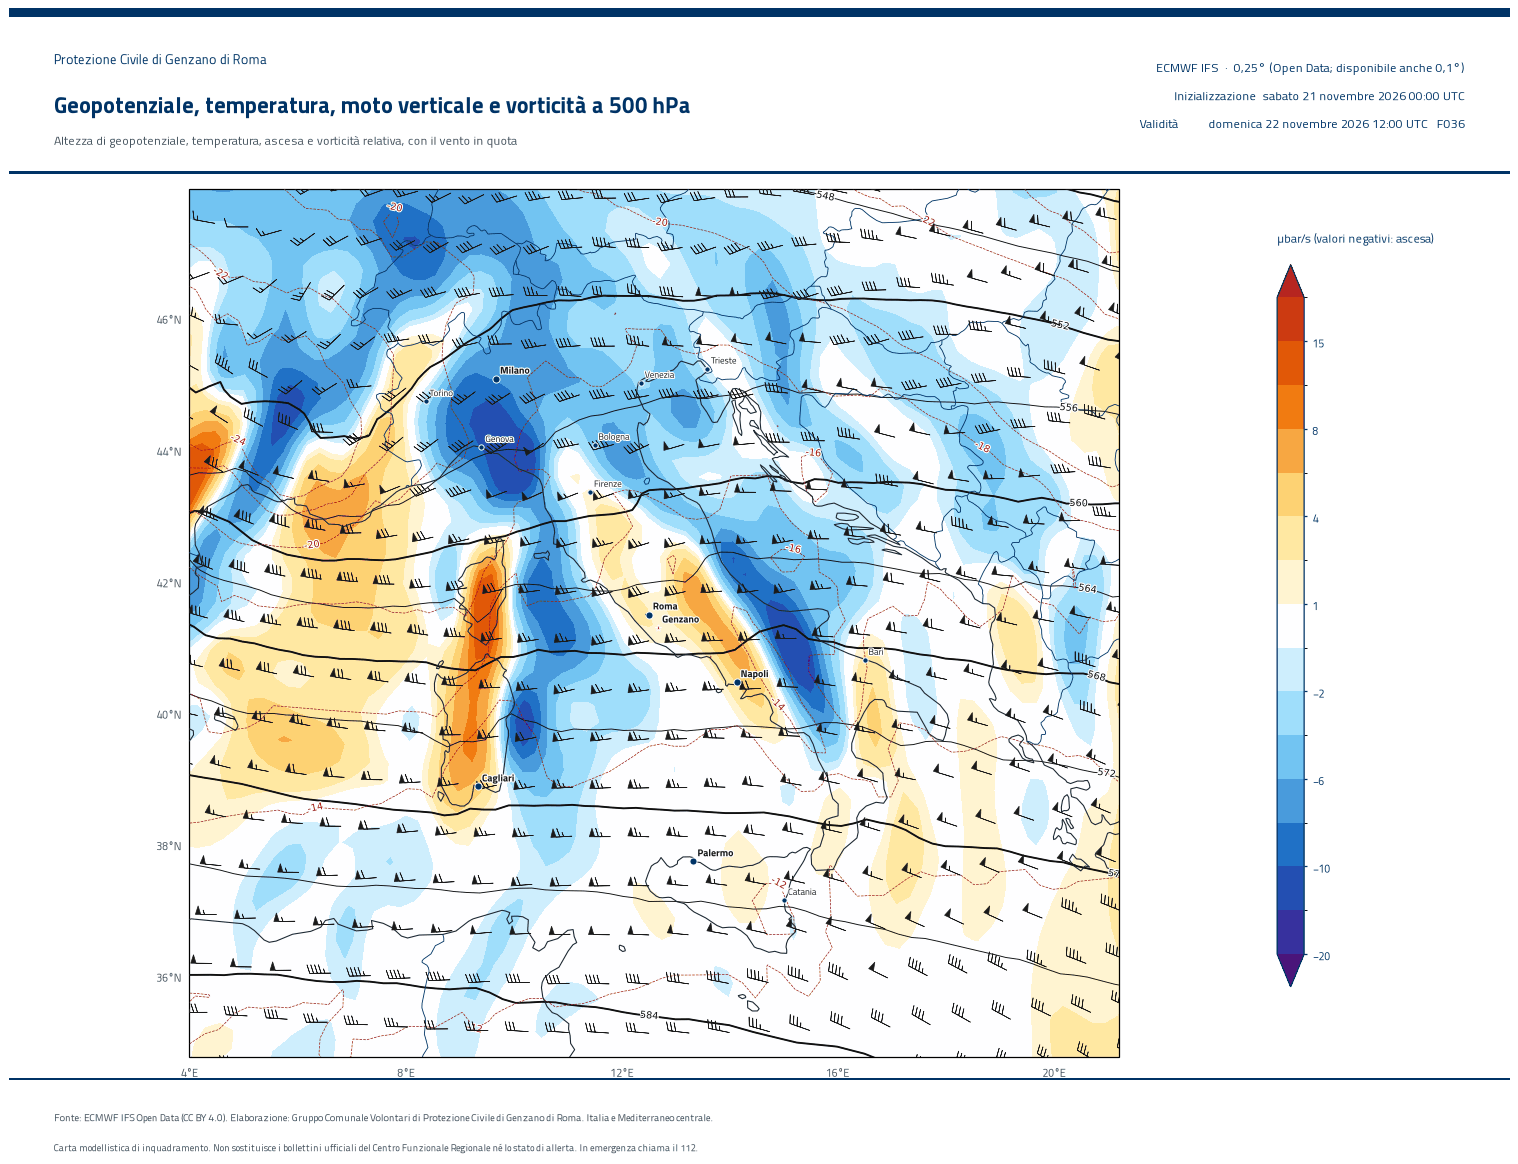 Protezione Civile di Genzano di Roma
Geopotenziale, temperatura, moto verticale e vorticità a 500 hPa
Altezza di geopotenziale, temperatura, ascesa e vorticità relativa, con il vento in quota
ECMWF IFS · 0,25° (Open Data; disponibile anche 0,1°)
Inizializzazione sabato 21 novembre 2026 00:00 UTC
Validità domenica 22 novembre 2026 12:00 UTC F036
µbar/s (valori negativi: ascesa)
15
8
4
1
−2
−6
−10
−20
46°N
44°N
42°N
40°N
38°N
36°N
4°E
8°E
12°E
16°E
20°E
548
-20
-20
-22
-22
552
Milano
Trieste
Venezia
Torino
556
-24
Genova
Bologna
-16
-18
Firenze
560
-20
-16
564
Roma
Genzano
Bari
568
Napoli
-14
572
Cagliari
-14
Palermo
-12
Catania
584
-12
Fonte: ECMWF IFS Open Data (CC BY 4.0). Elaborazione: Gruppo Comunale Volontari di Protezione Civile di Genzano di Roma. Italia e Mediterraneo centrale.
Carta modellistica di inquadramento. Non sostituisce i bollettini ufficiali del Centro Funzionale Regionale né lo stato di allerta. In emergenza chiama il 112.